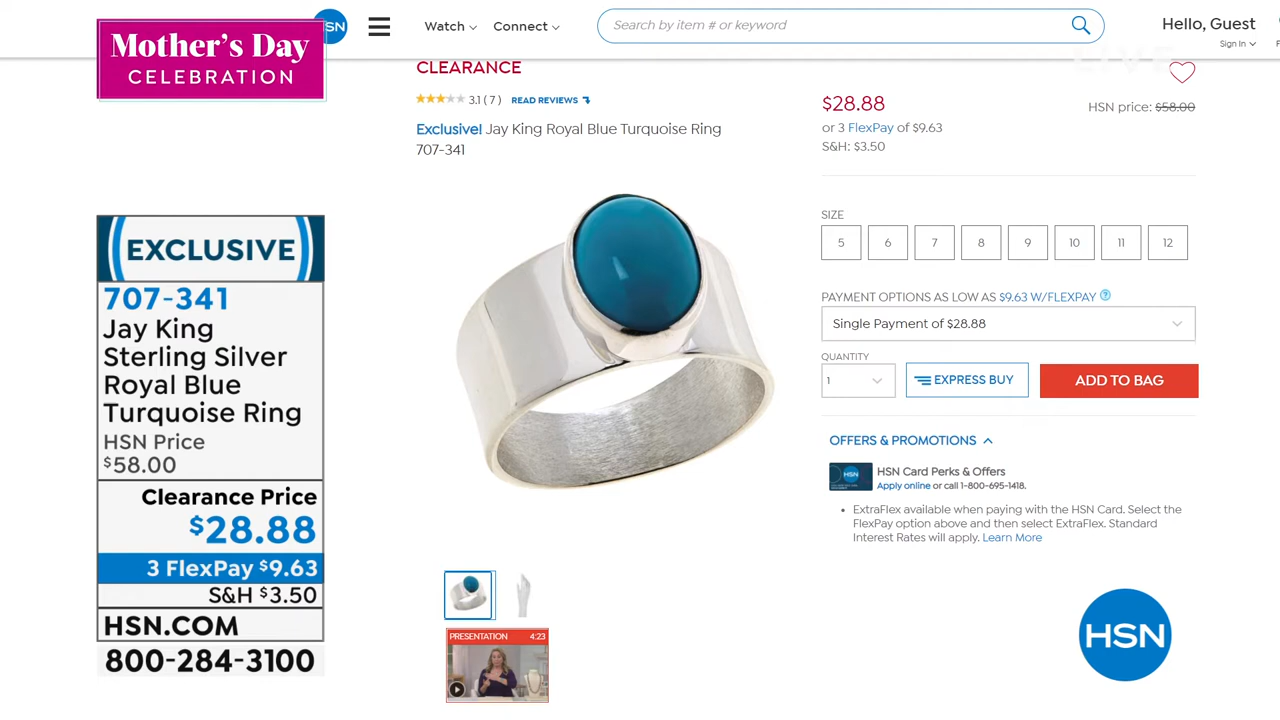 Mother's Day
CELEBRATION
HSN
Watch
Connect
Search by item # or keyword
Hello, Guest
Sign In
LIVE
CLEARANCE
3.1 ( 7 ) READ REVIEWS
Exclusive! Jay King Royal Blue Turquoise Ring
707-341
$28.88
HSN price: $58.00
or 3 FlexPay of $9.63
S&H: $3.50
SIZE
5 6 7 8 9 10 11 12
PAYMENT OPTIONS AS LOW AS $9.63 W/FLEXPAY ?
Single Payment of $28.88
QUANTITY
1
EXPRESS BUY
ADD TO BAG
OFFERS & PROMOTIONS
HSN
HSN Card Perks & Offers
Apply online or call 1-800-695-1418.
• ExtraFlex available when paying with the HSN Card. Select the
FlexPay option above and then select ExtraFlex. Standard
Interest Rates will apply. Learn More
EXCLUSIVE
707-341
Jay King
Sterling Silver
Royal Blue
Turquoise Ring
HSN Price
$58.00
Clearance Price
$28.88
3 FlexPay $9.63
S&H $3.50
HSN.COM
800-284-3100
PRESENTATION 4:23
HSN